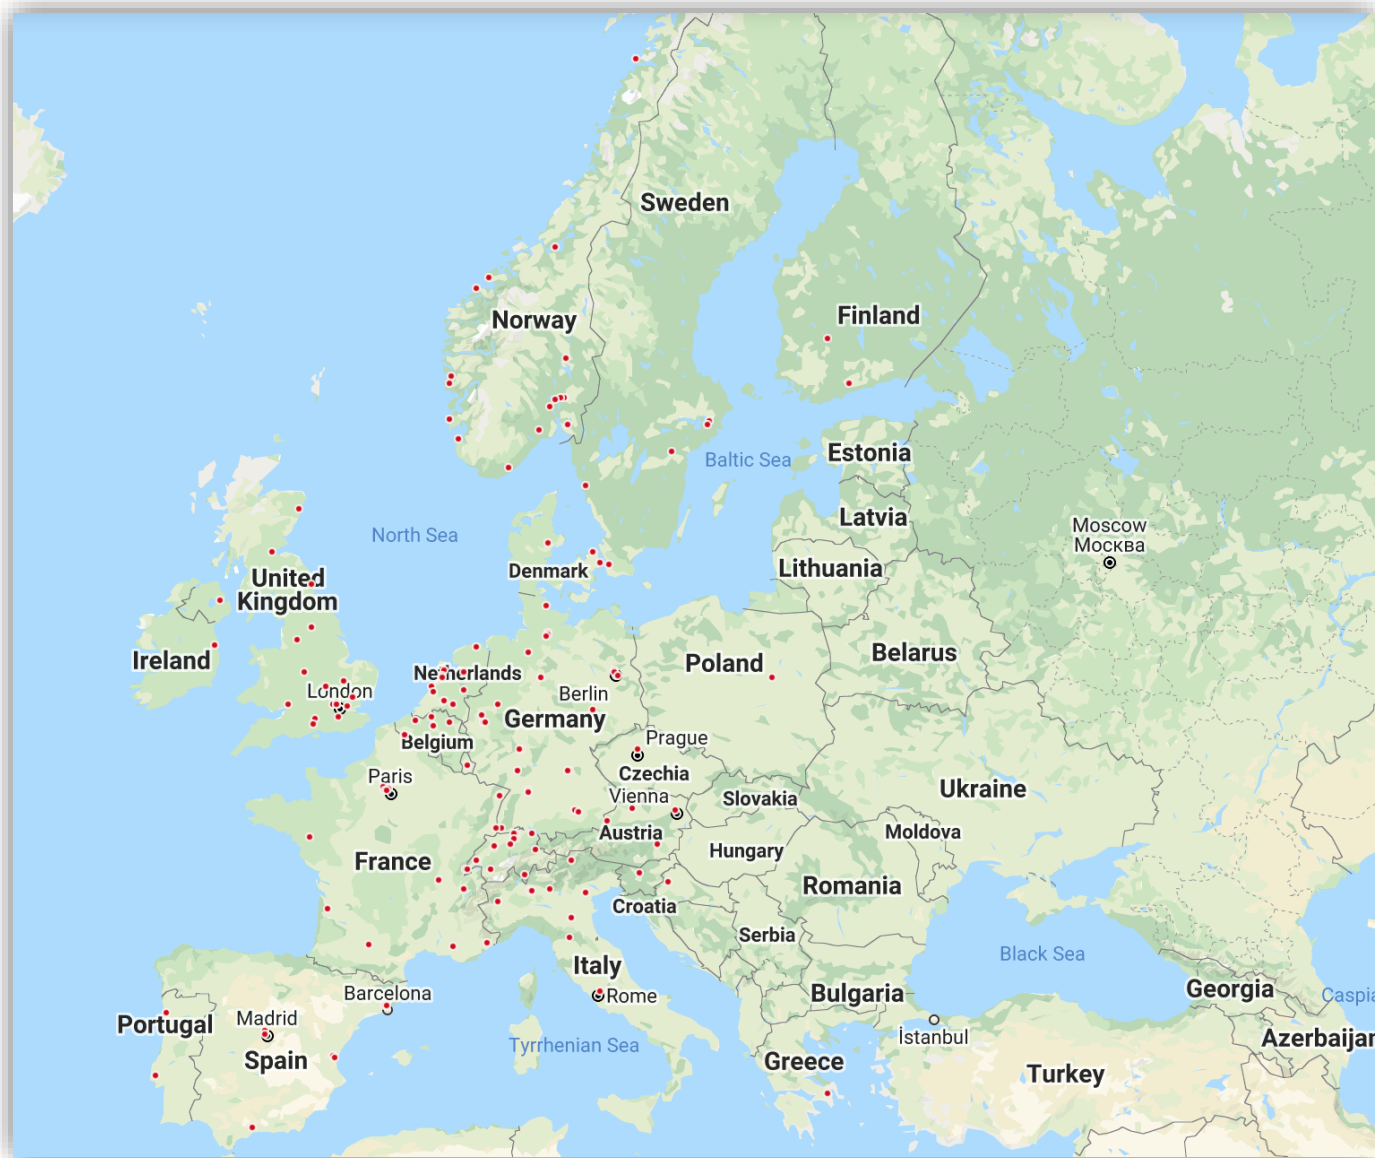 Sweden
Finland
Norway
Baltic Sea
Estonia
Latvia
North Sea
Moscow
Москва
Denmark
Lithuania
United
Kingdom
Ireland
Belarus
Netherlands
Poland
London
Berlin
Germany
Belgium
Prague
Czechia
Paris
Vienna
Slovakia
Ukraine
Austria
Moldova
Hungary
France
Romania
Croatia
Serbia
Black Sea
Italy
Georgia
Barcelona
Rome
Bulgaria
Caspia
Portugal
Madrid
İstanbul
Azerbaijar
Tyrrhenian Sea
Spain
Greece
Turkey